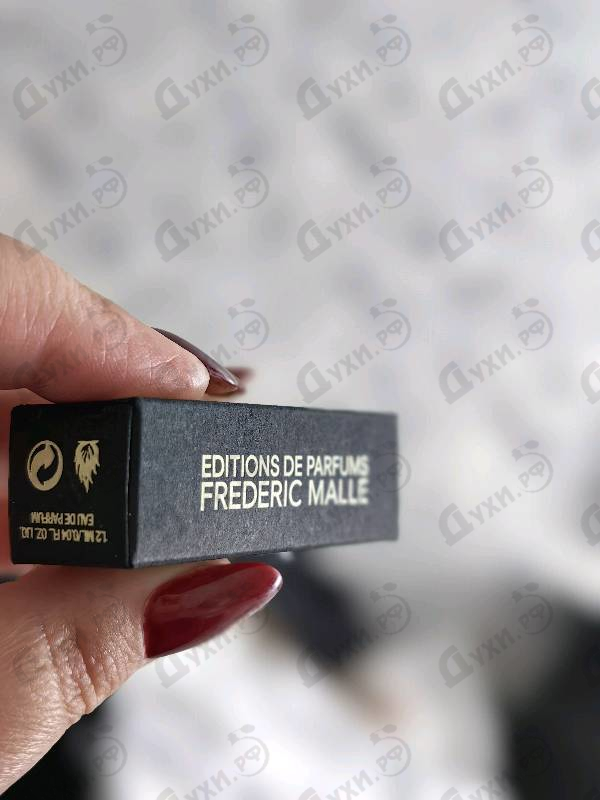 EDITIONS DE PARFUMS
FREDERIC MALLE
EAU DE PARFUM
1.2 ML./0.04 FL. OZ. LIQ.
Духи.рф